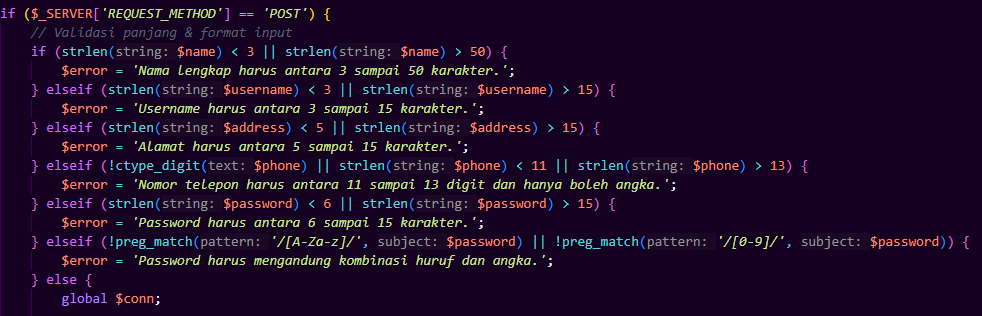 if ($_SERVER['REQUEST_METHOD'] == 'POST') {
// Validasi panjang & format input
if (strlen(string: $name) < 3 || strlen(string: $name) > 50) {
$error = 'Nama lengkap harus antara 3 sampai 50 karakter.';
} elseif (strlen(string: $username) < 3 || strlen(string: $username) > 15) {
$error = 'Username harus antara 3 sampai 15 karakter.';
} elseif (strlen(string: $address) < 5 || strlen(string: $address) > 15) {
$error = 'Alamat harus antara 5 sampai 15 karakter.';
} elseif (!ctype_digit(text: $phone) || strlen(string: $phone) < 11 || strlen(string: $phone) > 13) {
$error = 'Nomor telepon harus antara 11 sampai 13 digit dan hanya boleh angka.';
} elseif (strlen(string: $password) < 6 || strlen(string: $password) > 15) {
$error = 'Password harus antara 6 sampai 15 karakter.';
} elseif (!preg_match(pattern: '/[A-Za-z]/', subject: $password) || !preg_match(pattern: '/[0-9]/', subject: $password)) {
$error = 'Password harus mengandung kombinasi huruf dan angka.';
} else {
global $conn;